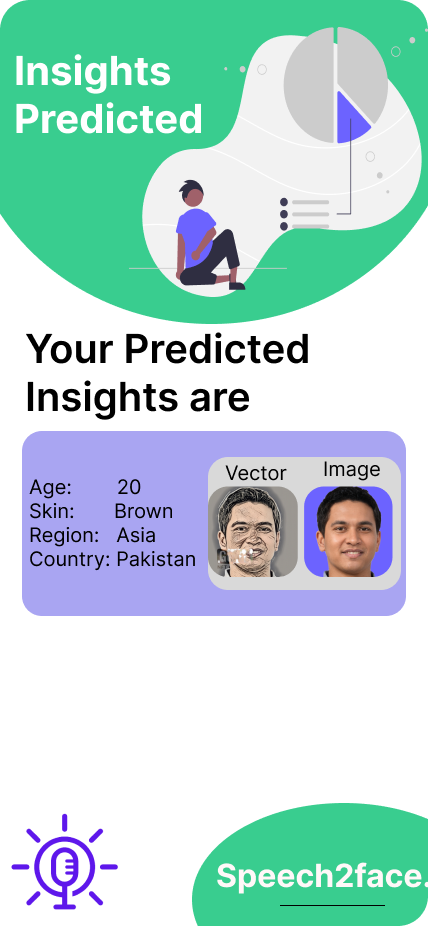 Insights
Predicted
Your Predicted
Insights are
Age: 20
Skin: Brown
Region: Asia
Country: Pakistan
Vector
Image
Speech2face.